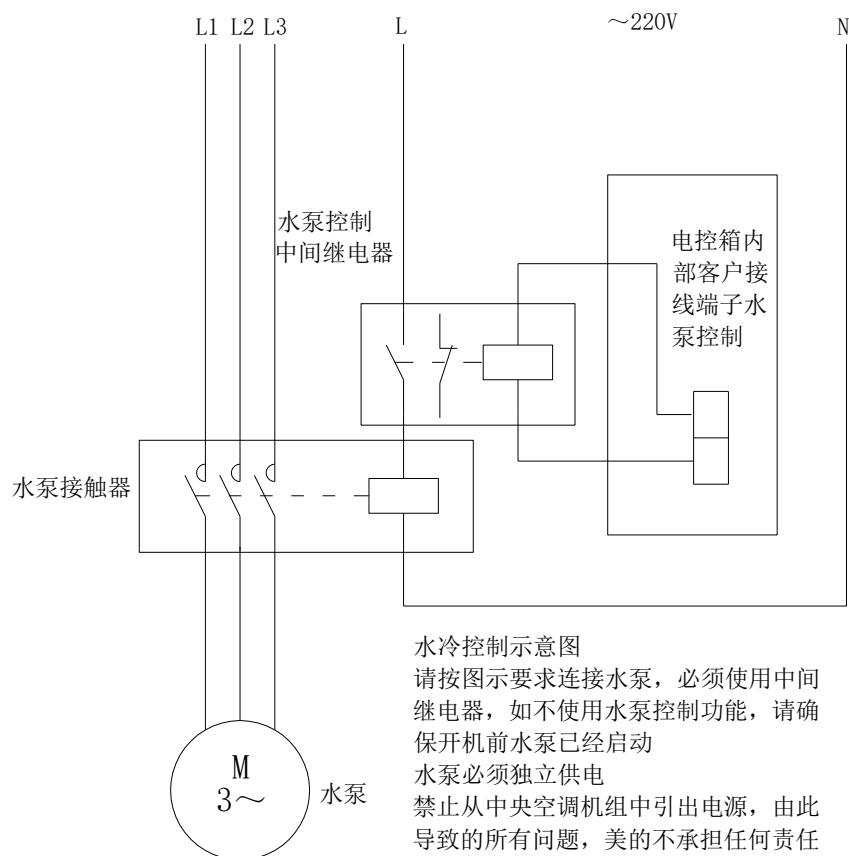 L1 L2 L3 L ～220V N
水泵控制
中间继电器
电控箱内
部客户接
线端子水
泵控制
水泵接触器
水冷控制示意图
请按图示要求连接水泵，必须使用中间
继电器，如不使用水泵控制功能，请确
保开机前水泵已经启动
水泵必须独立供电
禁止从中央空调机组中引出电源，由此
导致的所有问题，美的不承担任何责任
M
3～
水泵